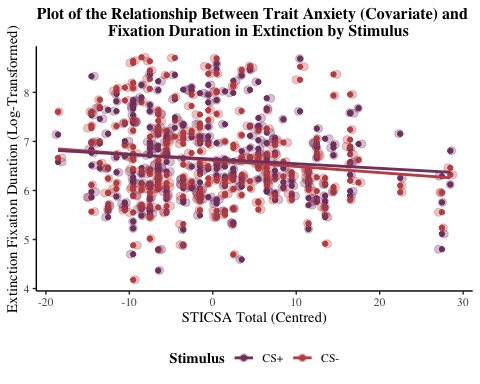 Plot of the Relationship Between Trait Anxiety (Covariate) and
Fixation Duration in Extinction by Stimulus
Extinction Fixation Duration (Log-Transformed)
8
7
6
5
4
-20 -10 0 10 20 30
STICSA Total (Centred)
Stimulus CS+ CS-